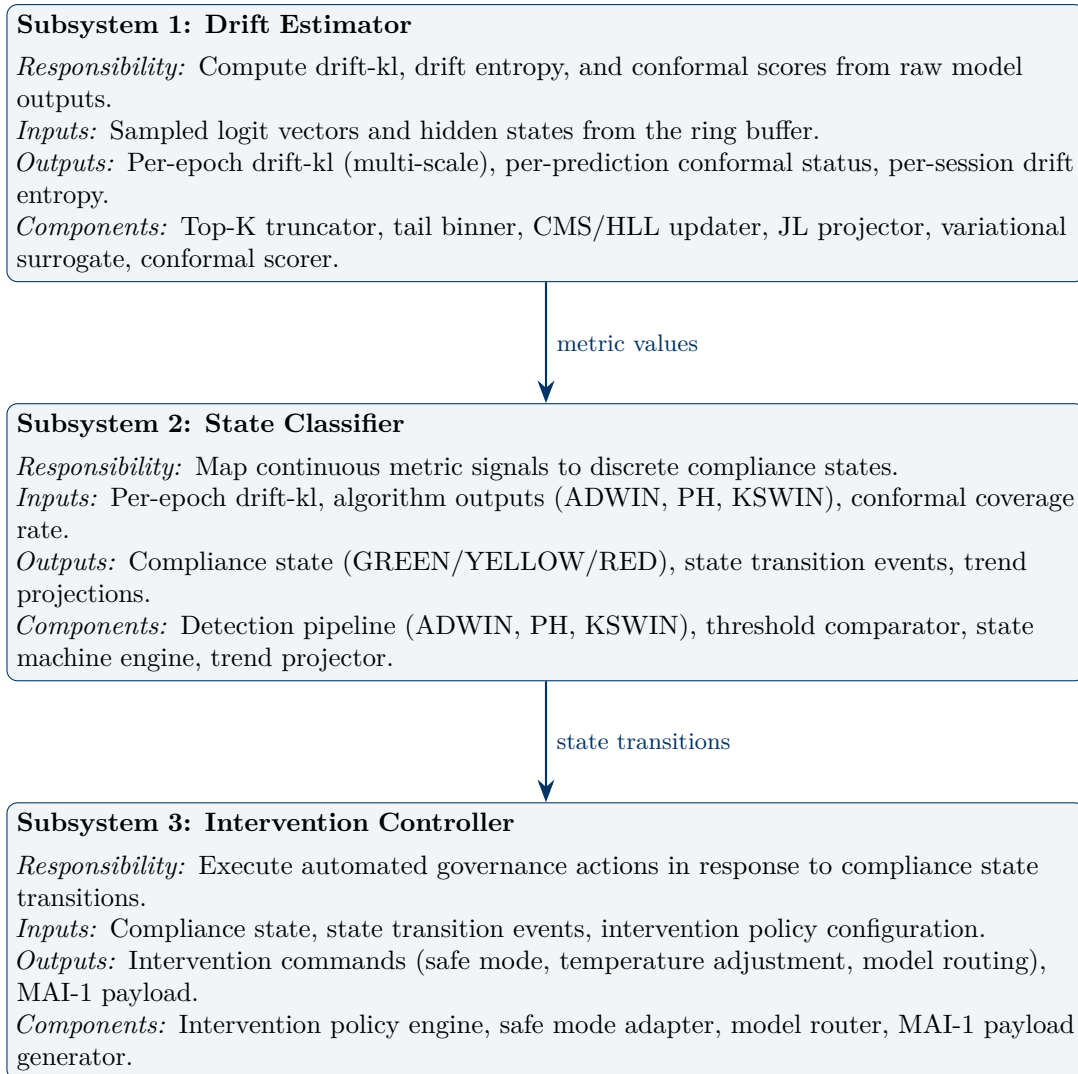 Subsystem 1: Drift Estimator
Responsibility: Compute drift-kl, drift entropy, and conformal scores from raw model
outputs.
Inputs: Sampled logit vectors and hidden states from the ring buffer.
Outputs: Per-epoch drift-kl (multi-scale), per-prediction conformal status, per-session drift
entropy.
Components: Top-K truncator, tail binner, CMS/HLL updater, JL projector, variational
surrogate, conformal scorer.
metric values
Subsystem 2: State Classifier
Responsibility: Map continuous metric signals to discrete compliance states.
Inputs: Per-epoch drift-kl, algorithm outputs (ADWIN, PH, KSWIN), conformal coverage
rate.
Outputs: Compliance state (GREEN/YELLOW/RED), state transition events, trend
projections.
Components: Detection pipeline (ADWIN, PH, KSWIN), threshold comparator, state
machine engine, trend projector.
state transitions
Subsystem 3: Intervention Controller
Responsibility: Execute automated governance actions in response to compliance state
transitions.
Inputs: Compliance state, state transition events, intervention policy configuration.
Outputs: Intervention commands (safe mode, temperature adjustment, model routing),
MAI-1 payload.
Components: Intervention policy engine, safe mode adapter, model router, MAI-1 payload
generator.